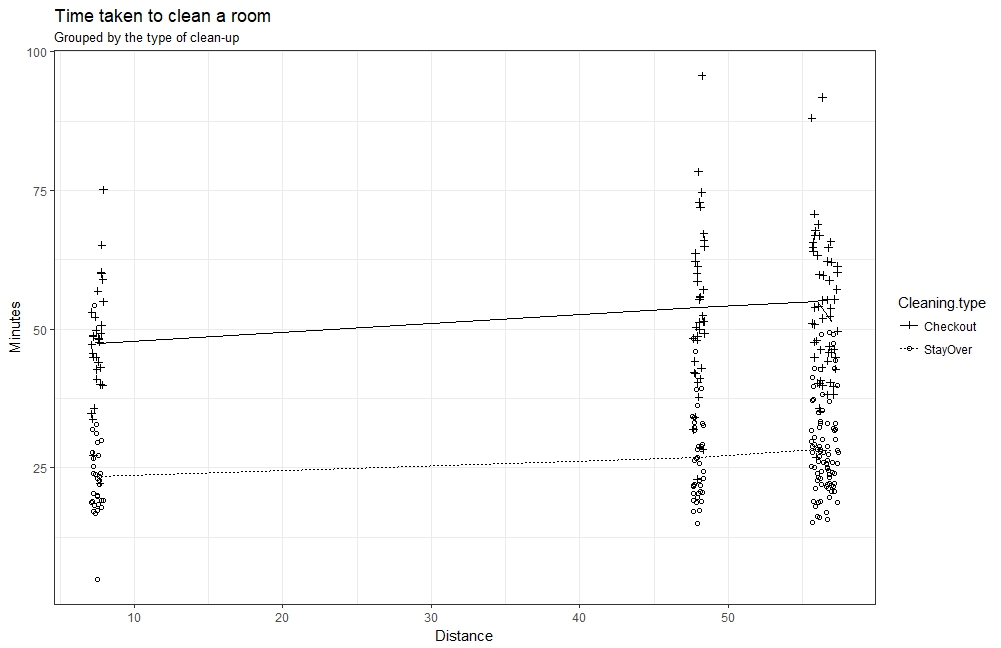 Time taken to clean a room
Grouped by the type of clean-up
100
75
50
25
Minutes
10 20 30 40 50
Distance
Cleaning.type
Checkout
StayOver